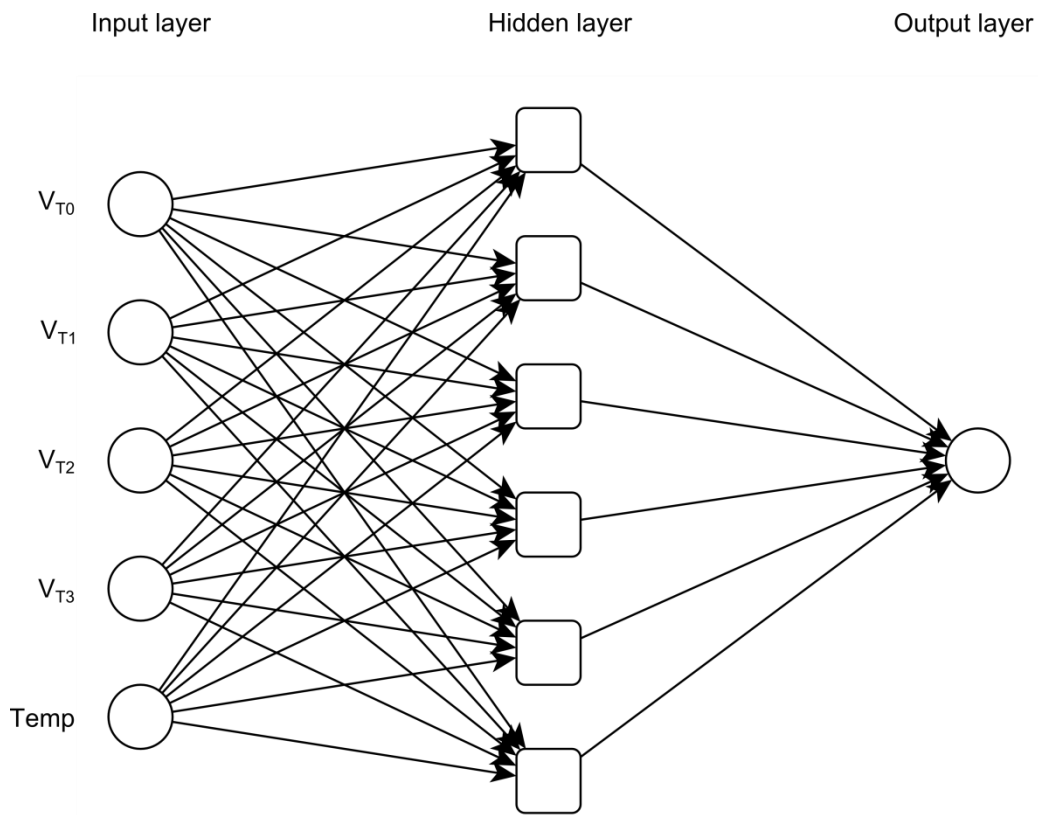 Input layer
Hidden layer
Output layer
VT0
VT1
VT2
VT3
Temp